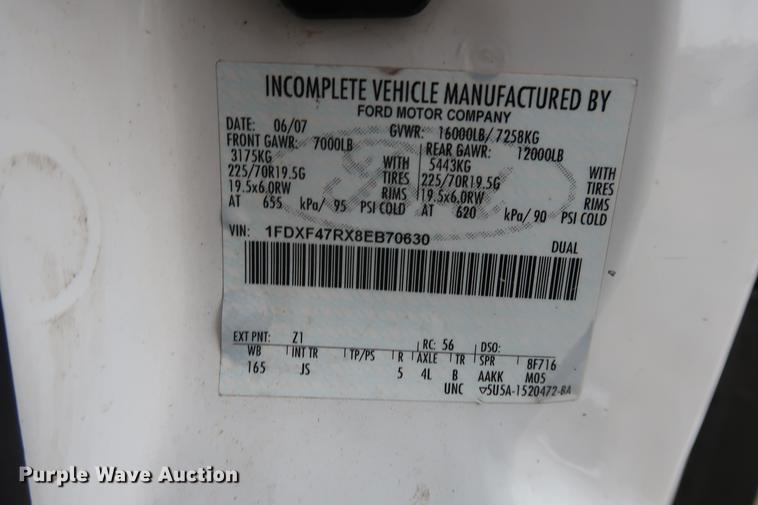 INCOMPLETE VEHICLE MANUFACTURED BY
FORD MOTOR COMPANY
DATE: 06/07 GVWR: 16000LB/ 7258KG
FRONT GAWR: 7000LB REAR GAWR: 12000LB
3175KG WITH 5443KG WITH
225/70R19.5G TIRES 225/70R19.5G TIRES
19.5x6.0RW RIMS 19.5x6.0RW RIMS
AT 655 kPa/ 95 PSI COLD AT 620 kPa/ 90 PSI COLD
VIN: 1FDXF47RX8EB70630
DUAL
EXT PNT: Z1 RC: 56 DSO:
WB INT TR TP/PS R AXLE TR SPR 8F716
165 JS 5 4L B AAKK M05
UNC ▽5U5A-1520472-BA
Purple Wave Auction